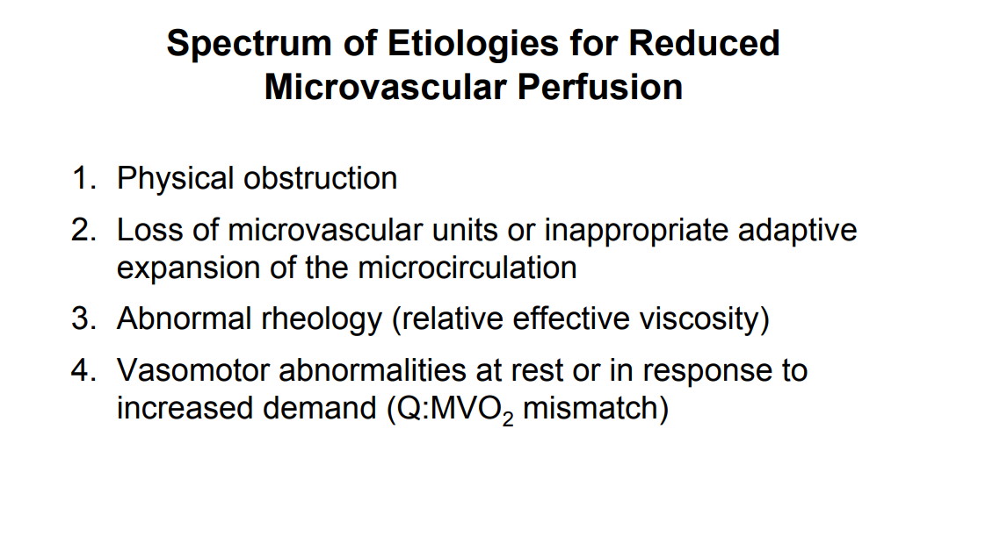 Spectrum of Etiologies for Reduced
Microvascular Perfusion
1. Physical obstruction
2. Loss of microvascular units or inappropriate adaptive
expansion of the microcirculation
3. Abnormal rheology (relative effective viscosity)
4. Vasomotor abnormalities at rest or in response to
increased demand (Q:MVO₂ mismatch)